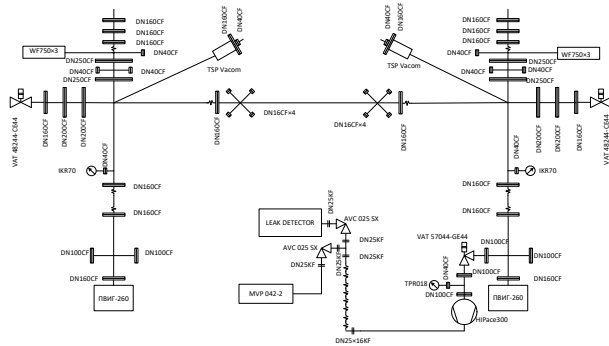 DN160CF
DN160CF
DN160CF
WF750×3
DN40CF
DN250CF
DN40CF
DN40CF
DN250CF
VAT 48244-CE44
DN160CF
DN200CF
DN200CF
DN160CF
DN40CF
TSP Vacom
DN160CF
DN16CF×4
DN40CF
IKR70
DN160CF
DN160CF
DN100CF
DN100CF
DN160CF
ПВИГ-260
DN40CF
DN160CF
TSP Vacom
DN16CF×4
DN160CF
DN160CF
DN160CF
DN160CF
DN40CF
WF750×3
DN250CF
DN40CF
DN40CF
DN250CF
DN200CF
DN200CF
DN160CF
VAT 48244-CE44
DN40CF
IKR70
DN160CF
DN160CF
DN25KF
LEAK DETECTOR
AVC 025 SX
DN25KF
AVC 025 SX
DN25KF
DN25KF
DN25KF
MVP 042-2
DN25×16KF
VAT 57044-GE44
DN100CF
DN40CF
DN100CF
TPR018
DN100CF
HIPace300
DN160CF
ПВИГ-260